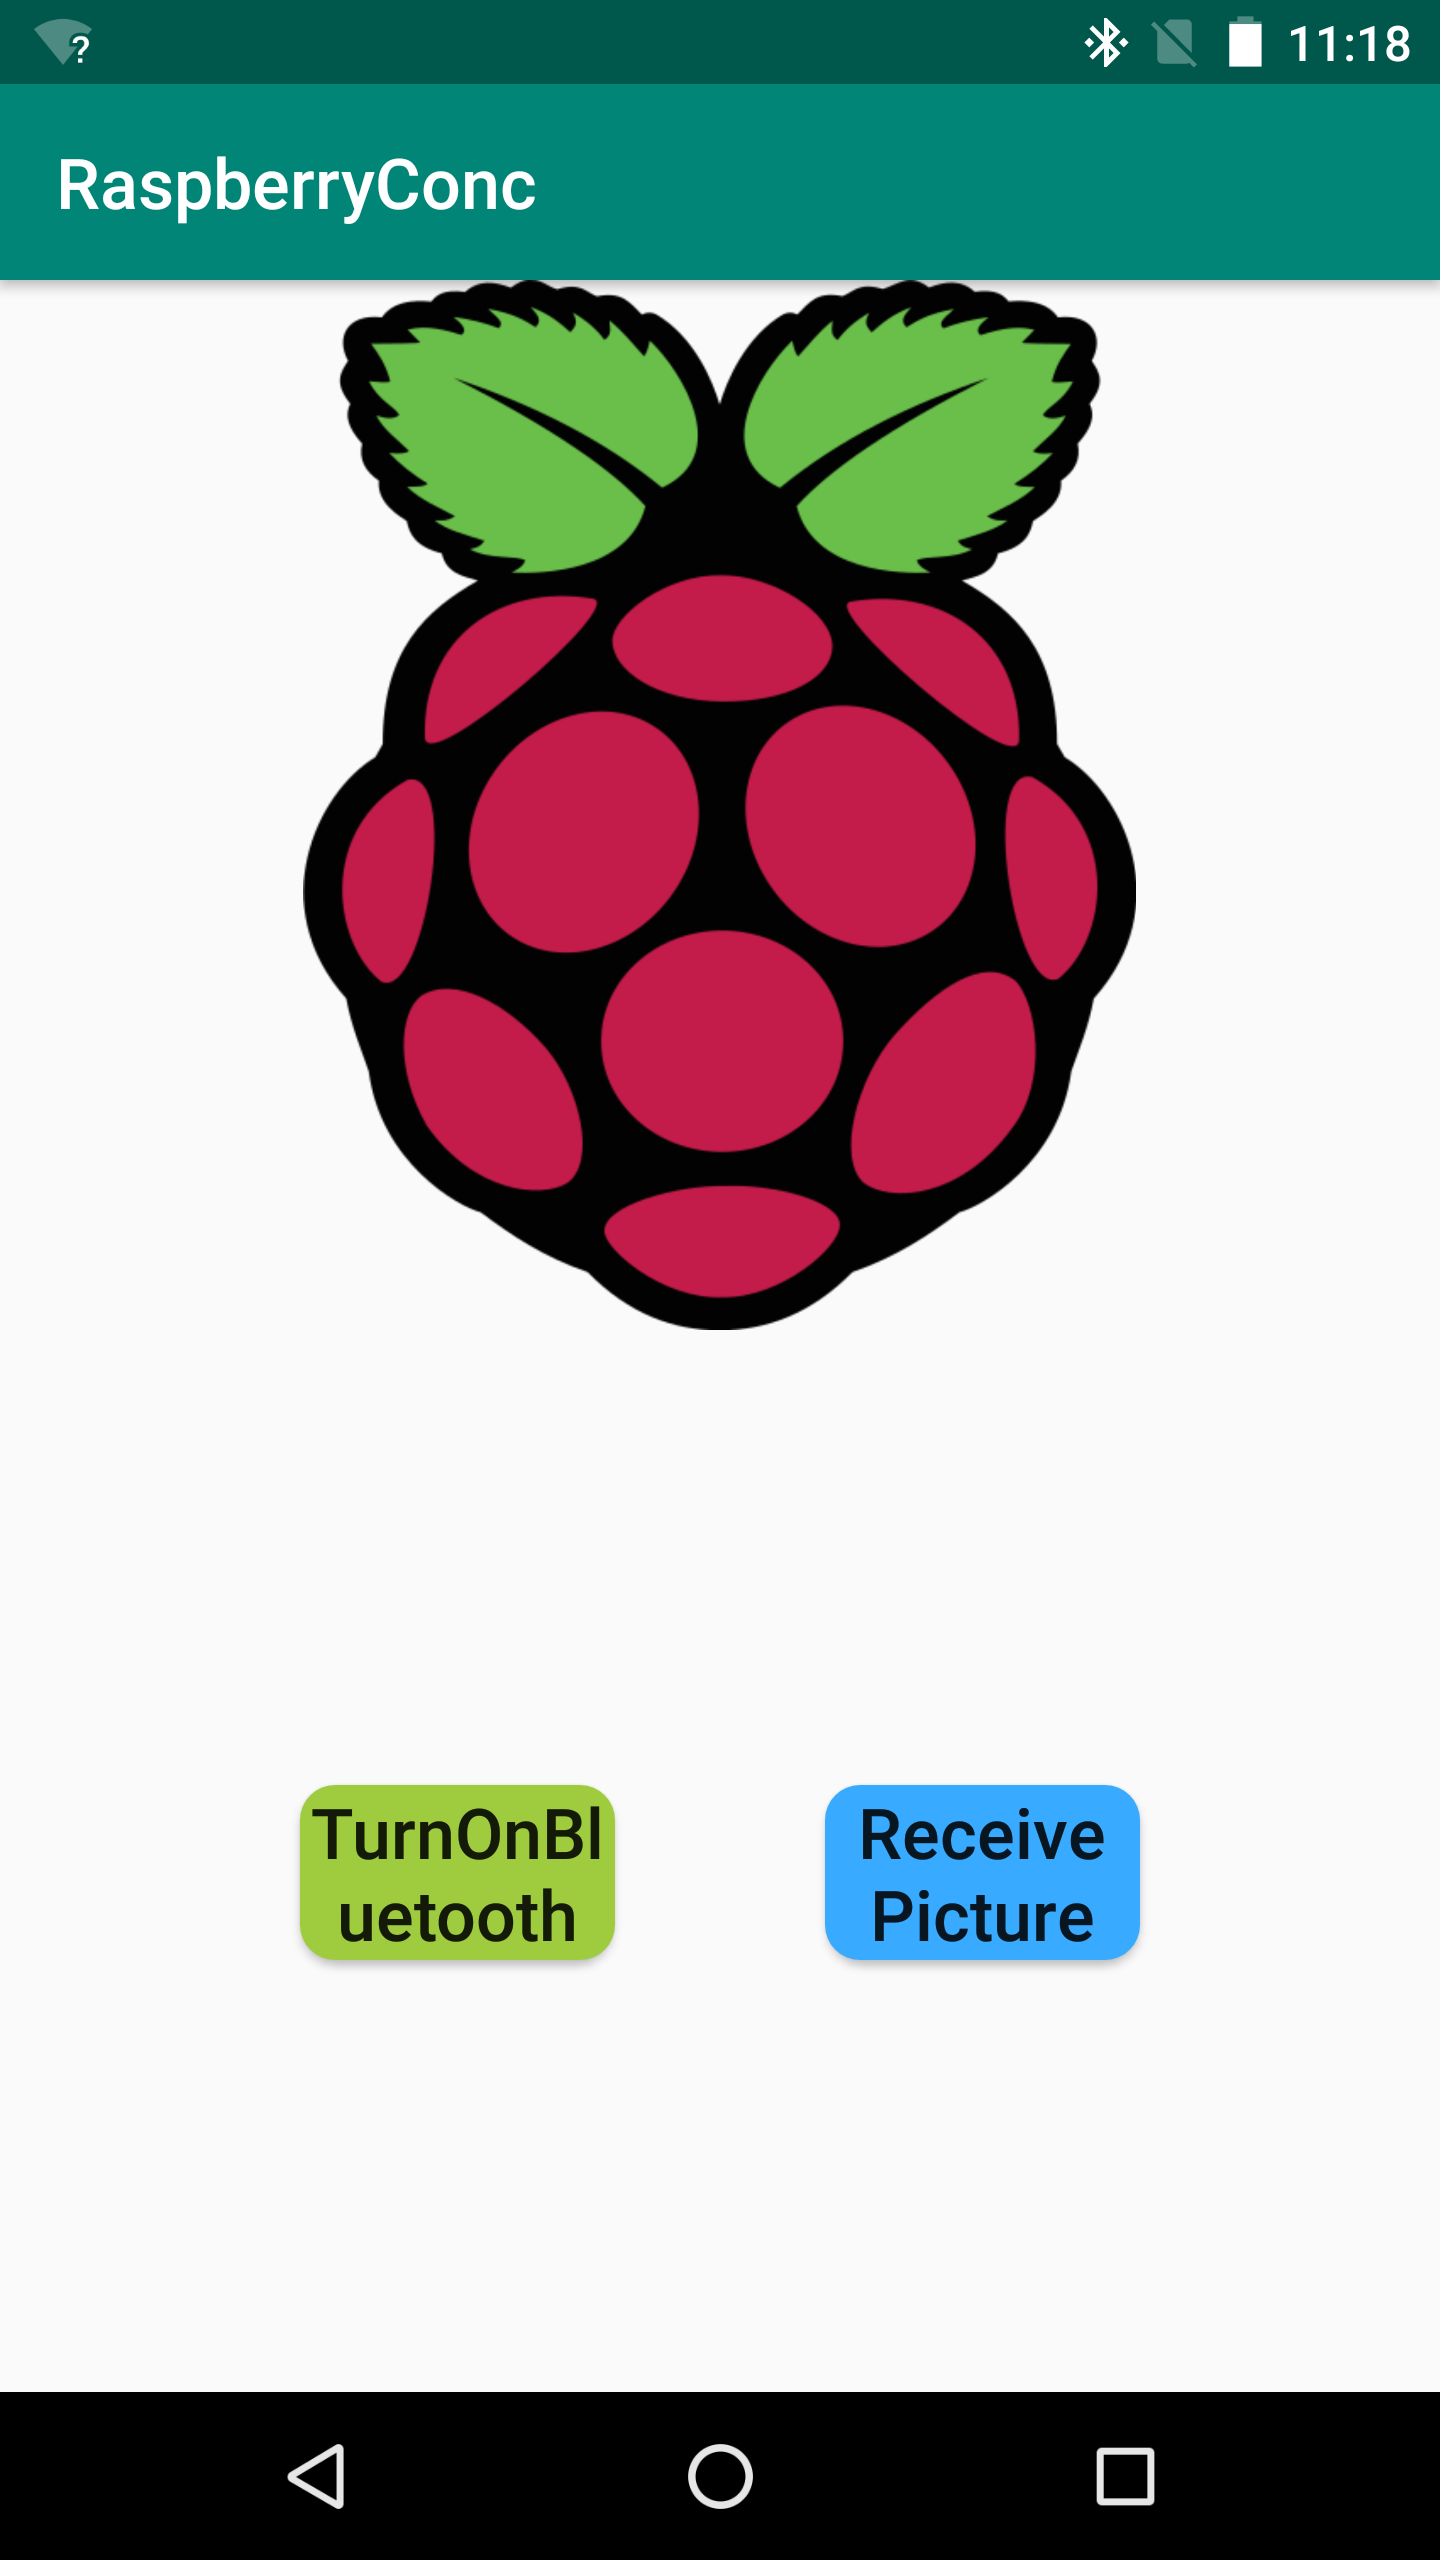 ?
11:18
RaspberryConc
TurnOnBl
uetooth
Receive
Picture